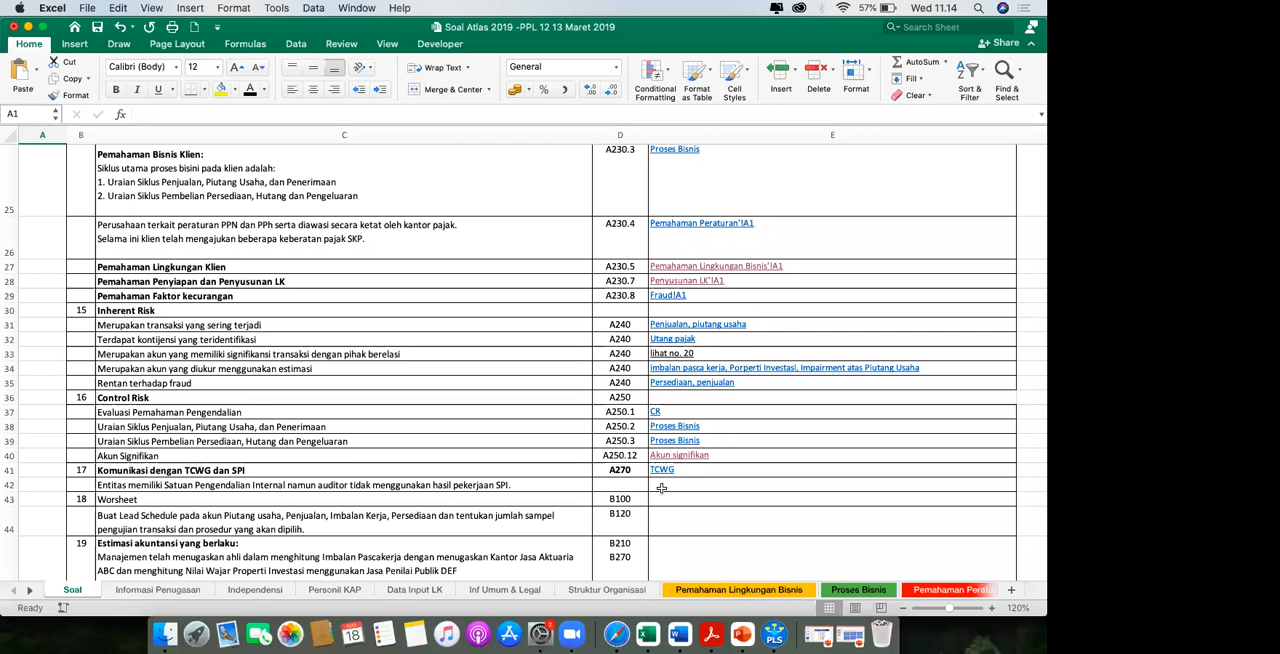 Excel File Edit View Insert Format Tools Data Window Help 57% Wed 11.14
Soal Atlas 2019 -PPL 12 13 Maret 2019 Search Sheet
Home Insert Draw Page Layout Formulas Data Review View Developer Share
Cut Calibri (Body) 12 A A Wrap Text General AutoSum
Copy Fill
Paste Format B I U A Merge & Center % Conditional Formatting Format as Table Cell Styles Insert Delete Format Clear Sort & Filter Find & Select
A1 fx
A B C D E
25 Pemahaman Bisnis Klien: A230.3 Proses Bisnis
Siklus utama proses bisini pada klien adalah:
1. Uraian Siklus Penjualan, Piutang Usaha, dan Penerimaan
2. Uraian Siklus Pembelian Persediaan, Hutang dan Pengeluaran
26 Perusahaan terkait peraturan PPN dan PPh serta diawasi secara ketat oleh kantor pajak. A230.4 Pemahaman Peraturan'!A1
Selama ini klien telah mengajukan beberapa keberatan pajak SKP.
27 Pemahaman Lingkungan Klien A230.5 Pemahaman Lingkungan Bisnis'!A1
28 Pemahaman Penyiapan dan Penyusunan LK A230.7 Penyusunan LK'!A1
29 Pemahaman Faktor kecurangan A230.8 Fraud!A1
30 15 Inherent Risk
31 Merupakan transaksi yang sering terjadi A240 Penjualan, piutang usaha
32 Terdapat kontijensi yang teridentifikasi A240 Utang pajak
33 Merupakan akun yang memiliki signifikansi transaksi dengan pihak berelasi A240 lihat no. 20
34 Merupakan akun yang diukur menggunakan estimasi A240 imbalan pasca kerja, Porperti Investasi, Impairment atas Piutang Usaha
35 Rentan terhadap fraud A240 Persediaan, penjualan
36 16 Control Risk A250
37 Evaluasi Pemahaman Pengendalian A250.1 CR
38 Uraian Siklus Penjualan, Piutang Usaha, dan Penerimaan A250.2 Proses Bisnis
39 Uraian Siklus Pembelian Persediaan, Hutang dan Pengeluaran A250.3 Proses Bisnis
40 Akun Signifikan A250.12 Akun signifikan
41 17 Komunikasi dengan TCWG dan SPI A270 TCWG
42 Entitas memiliki Satuan Pengendalian Internal namun auditor tidak menggunakan hasil pekerjaan SPI.
43 18 Worsheet B100
44 Buat Lead Schedule pada akun Piutang usaha, Penjualan, Imbalan Kerja, Persediaan dan tentukan jumlah sampel B120
pengujian transaksi dan prosedur yang akan dipilih.
19 Estimasi akuntansi yang berlaku: B210
Manajemen telah menugaskan ahli dalam menghitung Imbalan Pascakerja dengan menugaskan Kantor Jasa Aktuaria B270
ABC dan menghitung Nilai Wajar Properti Investasi menggunakan Jasa Penilai Publik DEF
Soal Informasi Penugasan Independensi Personil KAP Data Input LK Inf Umum & Legal Struktur Organisasi Pemahaman Lingkungan Bisnis Proses Bisnis Pemahaman +
Ready 120%
18 2 PLS